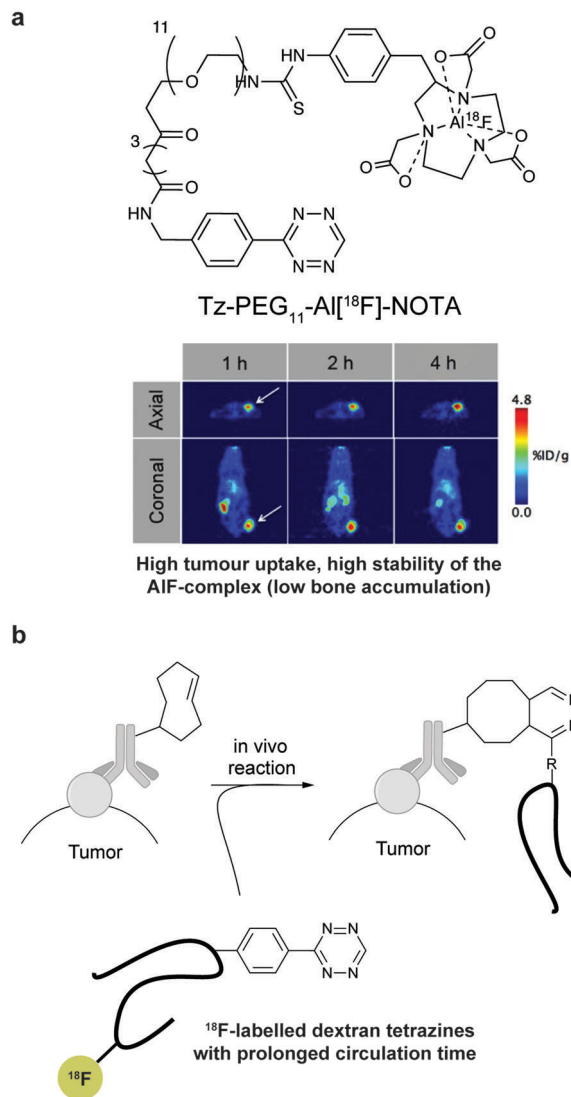 a
11
O
HN
HN
S
O
3
O
HN
N
N
N
N
O
O
N
Al18F
N
N
O
O
O
O
Tz-PEG11-Al[18F]-NOTA
1 h
2 h
4 h
Axial
Coronal
4.8
%ID/g
0.0
High tumour uptake, high stability of the
AlF-complex (low bone accumulation)
b
in vivo
reaction
N
N
R
Tumor
Tumor
N
N
N
N
18F-labelled dextran tetrazines
with prolonged circulation time
18F